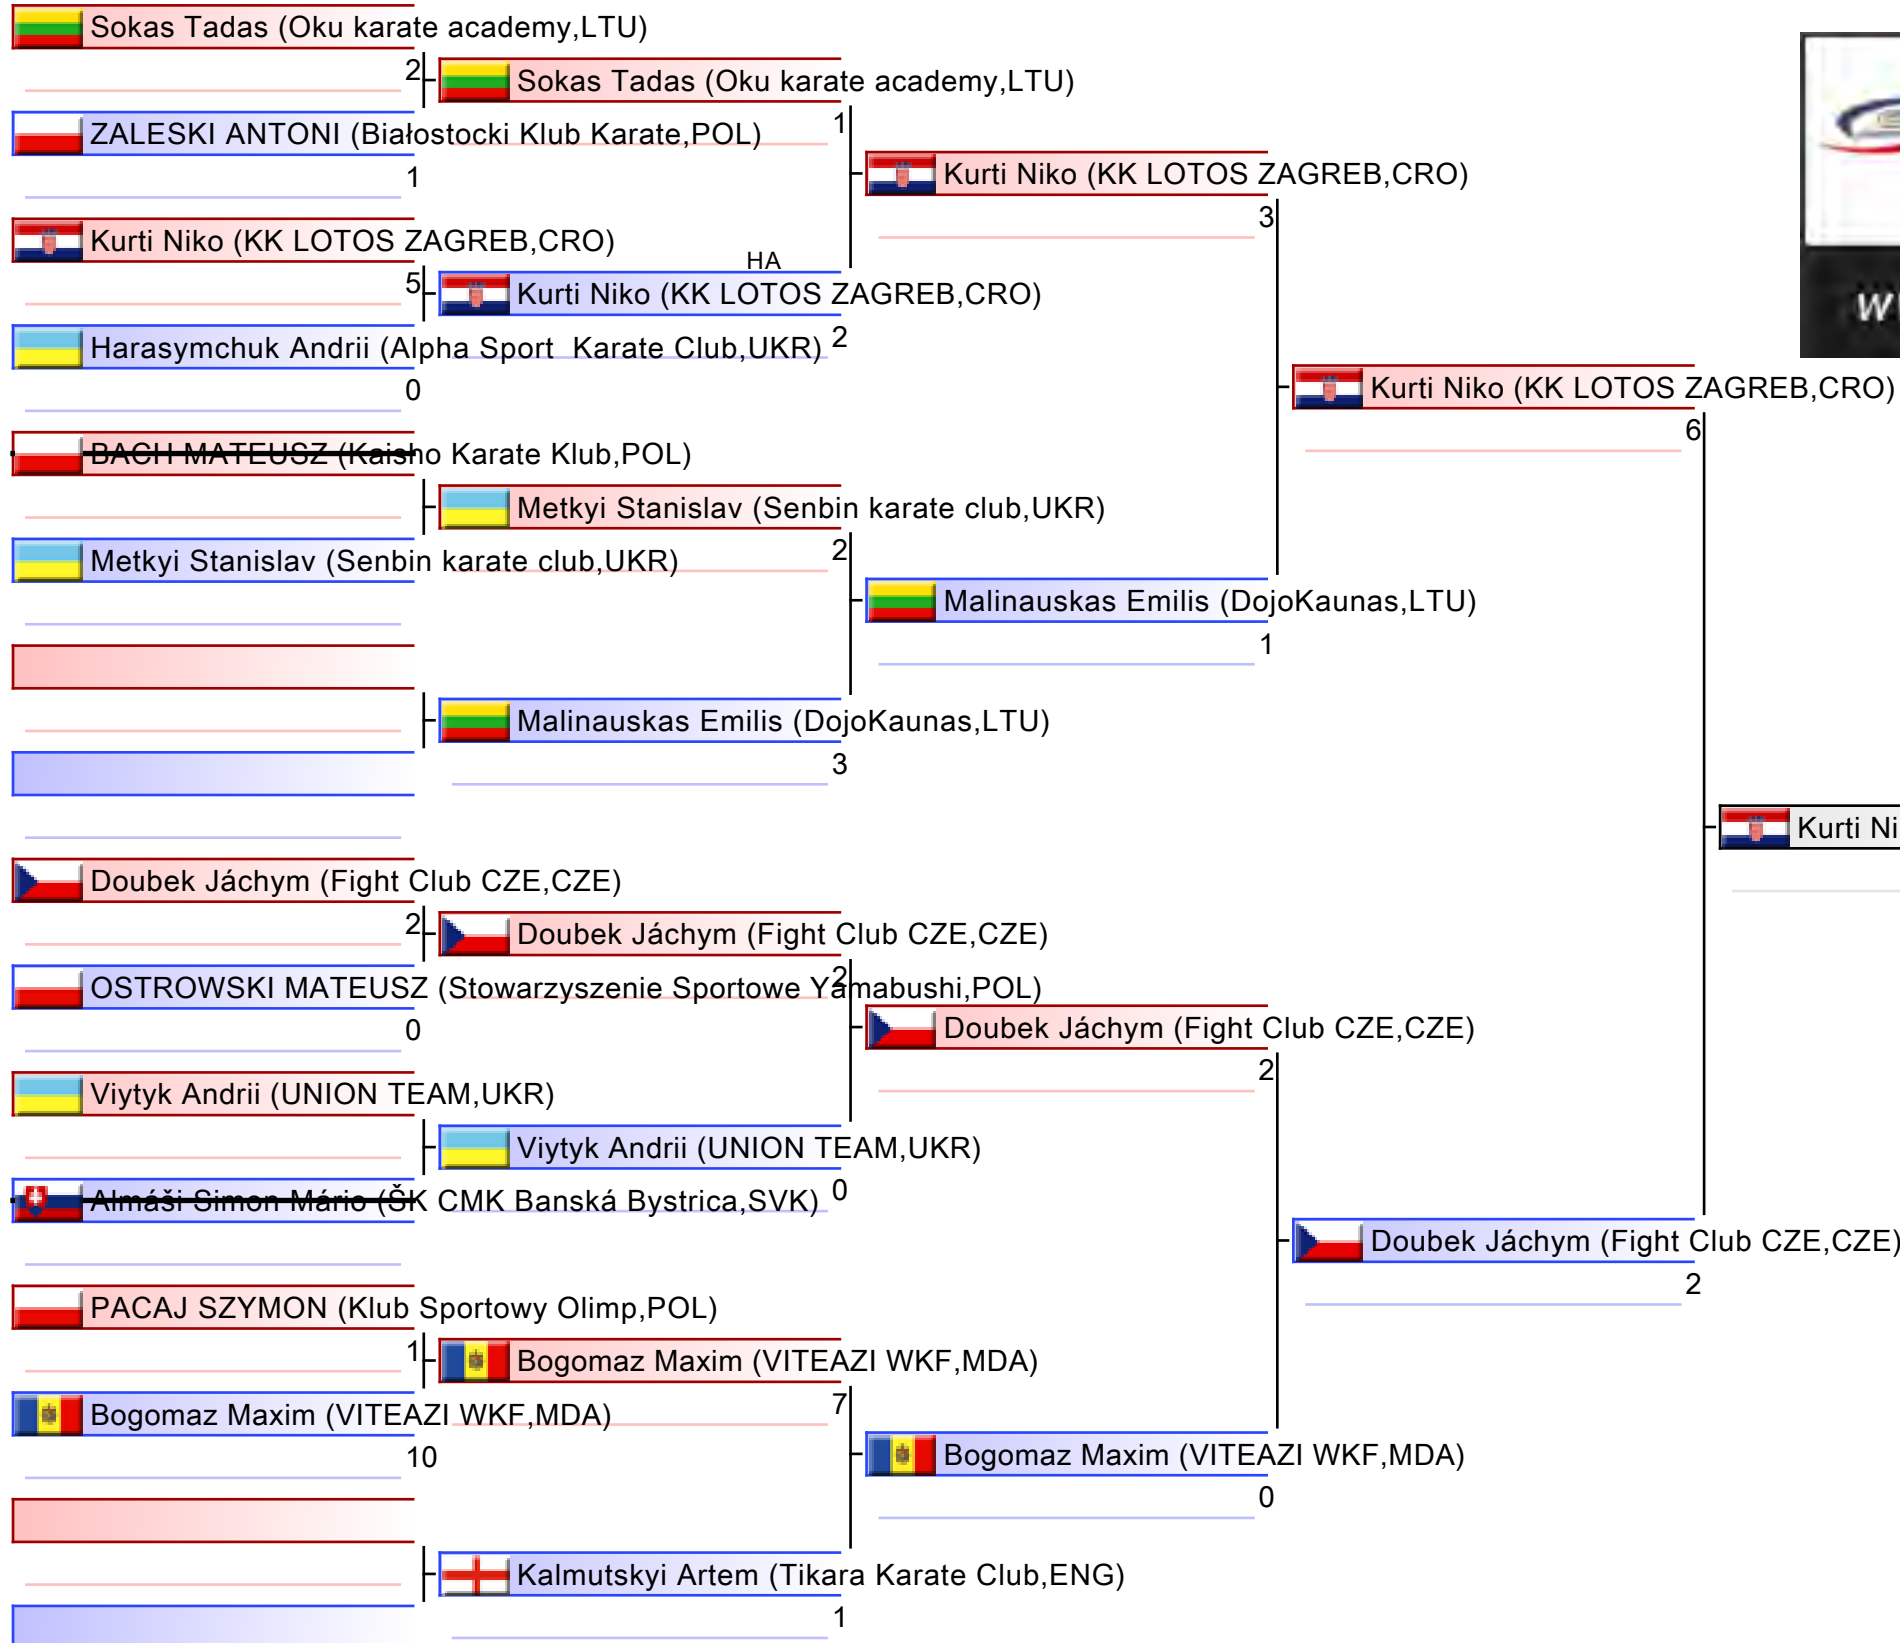 Sokas Tadas (Oku karate academy,LTU)
2
Sokas Tadas (Oku karate academy,LTU)
1
ZALESKI ANTONI (Białostocki Klub Karate,POL)
1
Kurti Niko (KK LOTOS ZAGREB,CRO)
3
Kurti Niko (KK LOTOS ZAGREB,CRO)
5
HA
Kurti Niko (KK LOTOS ZAGREB,CRO)
2
Harasymchuk Andrii (Alpha Sport  Karate Club,UKR)
0
Kurti Niko (KK LOTOS ZAGREB,CRO)
6
BACH MATEUSZ (Kaisho Karate Klub,POL)
Metkyi Stanislav (Senbin karate club,UKR)
2
Metkyi Stanislav (Senbin karate club,UKR)
Malinauskas Emilis (DojoKaunas,LTU)
1
Malinauskas Emilis (DojoKaunas,LTU)
3
Kurti Ni
Doubek Jáchym (Fight Club CZE,CZE)
2
Doubek Jáchym (Fight Club CZE,CZE)
2
OSTROWSKI MATEUSZ (Stowarzyszenie Sportowe Yamabushi,POL)
0
Doubek Jáchym (Fight Club CZE,CZE)
2
Viytyk Andrii (UNION TEAM,UKR)
Viytyk Andrii (UNION TEAM,UKR)
0
Almáši Simon Mário (ŠK CMK Banská Bystrica,SVK)
Doubek Jáchym (Fight Club CZE,CZE)
2
PACAJ SZYMON (Klub Sportowy Olimp,POL)
1
Bogomaz Maxim (VITEAZI WKF,MDA)
7
Bogomaz Maxim (VITEAZI WKF,MDA)
10
Bogomaz Maxim (VITEAZI WKF,MDA)
0
Kalmutskyi Artem (Tikara Karate Club,ENG)
1